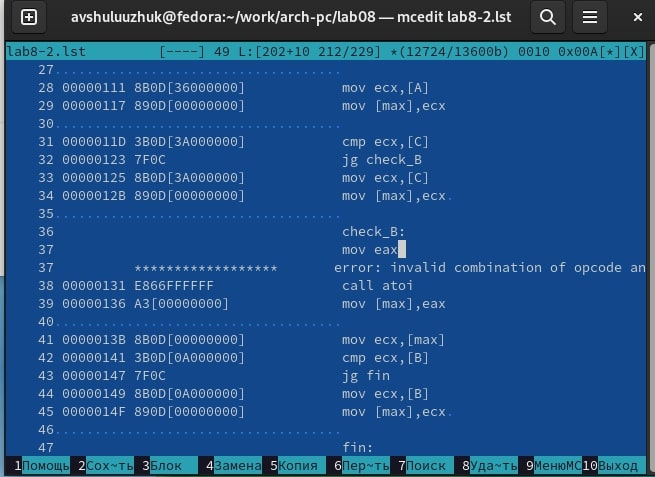 avshuluuzhuk@fedora:~/work/arch-pc/lab08 — mcedit lab8-2.lst
lab8-2.lst [----] 49 L:[202+10 212/229] *(12724/13600b) 0010 0x00A[*][X]
27
28 00000111 8B0D[36000000] mov ecx,[A]
29 00000117 890D[00000000] mov [max],ecx
30
31 0000011D 3B0D[3A000000] cmp ecx,[C]
32 00000123 7F0C jg check_B
33 00000125 8B0D[3A000000] mov ecx,[C]
34 0000012B 890D[00000000] mov [max],ecx
35
36 check_B:
37 mov eax
37 ****************** error: invalid combination of opcode an
38 00000131 E866FFFFFF call atoi
39 00000136 A3[00000000] mov [max],eax
40
41 0000013B 8B0D[00000000] mov ecx,[max]
42 00000141 3B0D[0A000000] cmp ecx,[B]
43 00000147 7F0C jg fin
44 00000149 8B0D[0A000000] mov ecx,[B]
45 0000014F 890D[00000000] mov [max],ecx
46
47 fin:
1Помощь 2Сох~ть 3Блок 4Замена 5Копия 6Пер~ть 7Поиск 8Уда~ть 9МенюMC 10Выход